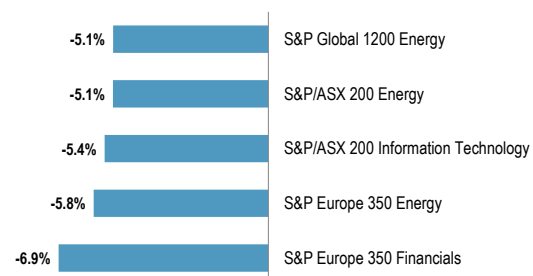 -5.1% S&P Global 1200 Energy
-5.1% S&P/ASX 200 Energy
-5.4% S&P/ASX 200 Information Technology
-5.8% S&P Europe 350 Energy
-6.9% S&P Europe 350 Financials